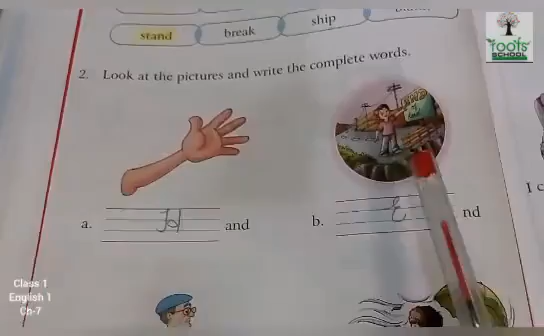 ship
stand
break
roots
SCHOOL
2. Look at the pictures and write the complete words.
a. H and
b. E nd
I c
Class 1
English 1
Ch-7